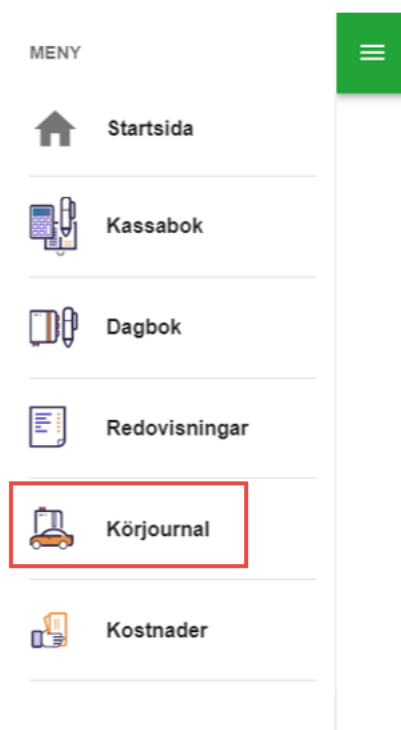 MENY
Startsida
Kassabok
Dagbok
Redovisningar
Körjournal
Kostnader